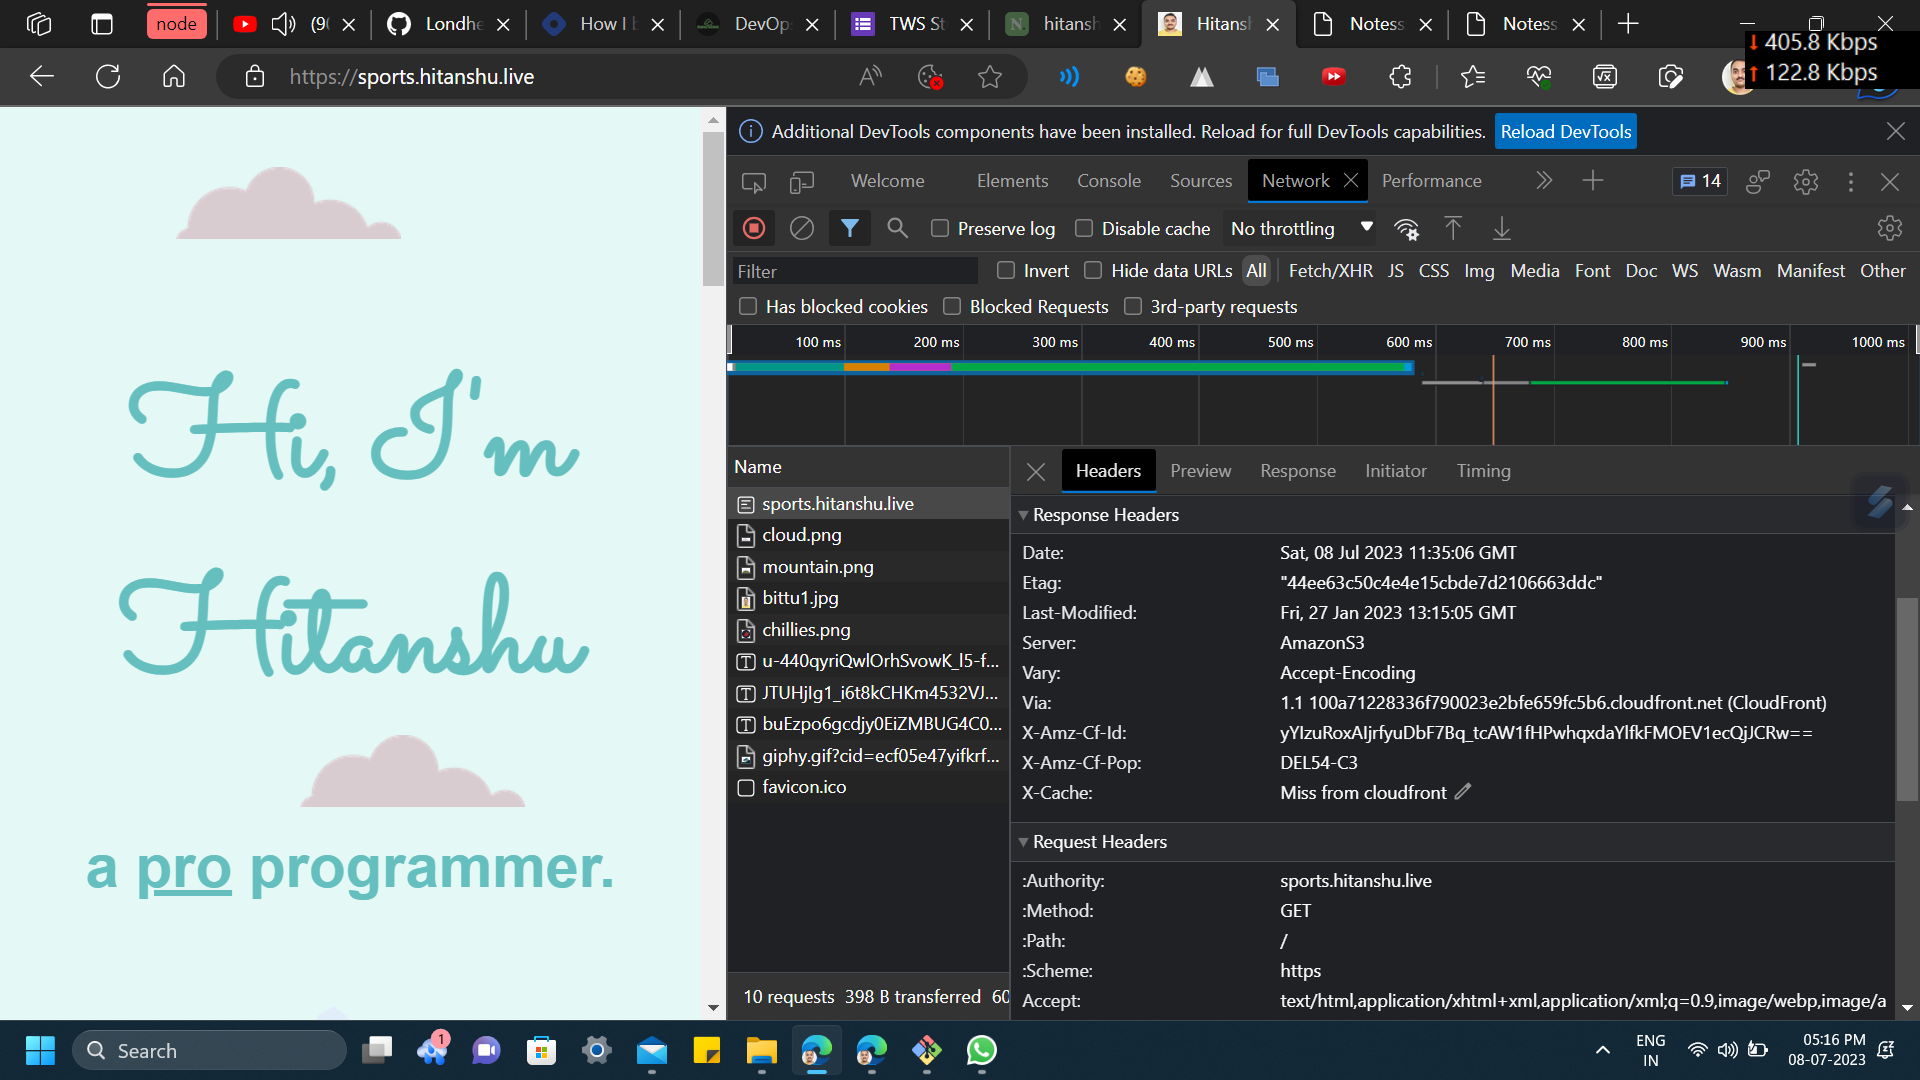 node
(90
Londhe
How I b
DevOp
TWS St
hitansh
Hitansh
Notess
Notess
405.8 Kbps
122.8 Kbps
https://sports.hitanshu.live
Additional DevTools components have been installed. Reload for full DevTools capabilities.
Reload DevTools
Welcome
Elements
Console
Sources
Network
Performance
14
Preserve log
Disable cache
No throttling
Filter
Invert
Hide data URLs
All
Fetch/XHR
JS
CSS
Img
Media
Font
Doc
WS
Wasm
Manifest
Other
Has blocked cookies
Blocked Requests
3rd-party requests
100 ms
200 ms
300 ms
400 ms
500 ms
600 ms
700 ms
800 ms
900 ms
1000 ms
Hi, I'm
Hitanshu
a pro programmer.
Name
sports.hitanshu.live
cloud.png
mountain.png
bittu1.jpg
chillies.png
u-440qyriQwlOrhSvowK_l5-f...
JTUHjIg1_i6t8kCHKm4532VJ...
buEzpo6gcdjy0EiZMBUG4C0...
giphy.gif?cid=ecf05e47yifkrf...
favicon.ico
10 requests 398 B transferred 60
Headers
Preview
Response
Initiator
Timing
Response Headers
Date: Sat, 08 Jul 2023 11:35:06 GMT
Etag: "44ee63c50c4e4e15cbde7d2106663ddc"
Last-Modified: Fri, 27 Jan 2023 13:15:05 GMT
Server: AmazonS3
Vary: Accept-Encoding
Via: 1.1 100a71228336f790023e2bfe659fc5b6.cloudfront.net (CloudFront)
X-Amz-Cf-Id: yYIzuRoxAIjrfyuDbF7Bq_tcAW1fHPwhqxdaYlfkFMOEV1ecQjJCRw==
X-Amz-Cf-Pop: DEL54-C3
X-Cache: Miss from cloudfront
Request Headers
:Authority: sports.hitanshu.live
:Method: GET
:Path: /
:Scheme: https
Accept: text/html,application/xhtml+xml,application/xml;q=0.9,image/webp,image/a
Search
1
ENG
IN
05:16 PM
08-07-2023